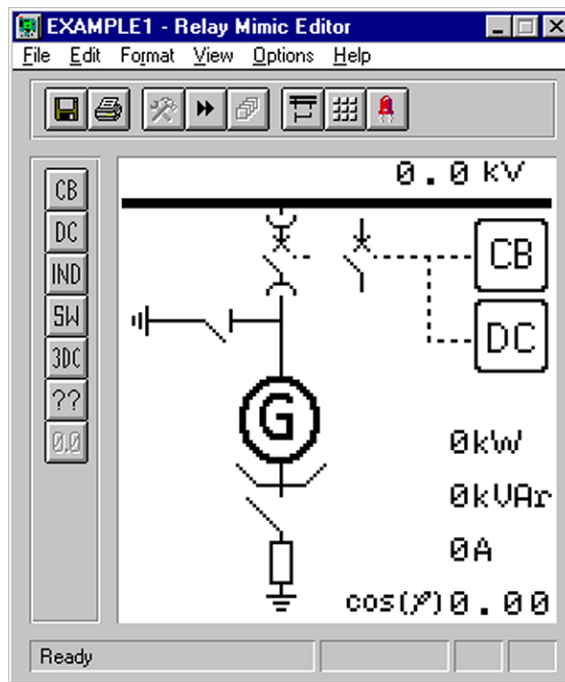 EXAMPLE1 - Relay Mimic Editor
File Edit Format View Options Help
CB
DC
IND
SW
3DC
??
0.0
0.0 kV
CB
DC
G
0kW
0kVAr
0A
cos(φ)0.00
Ready